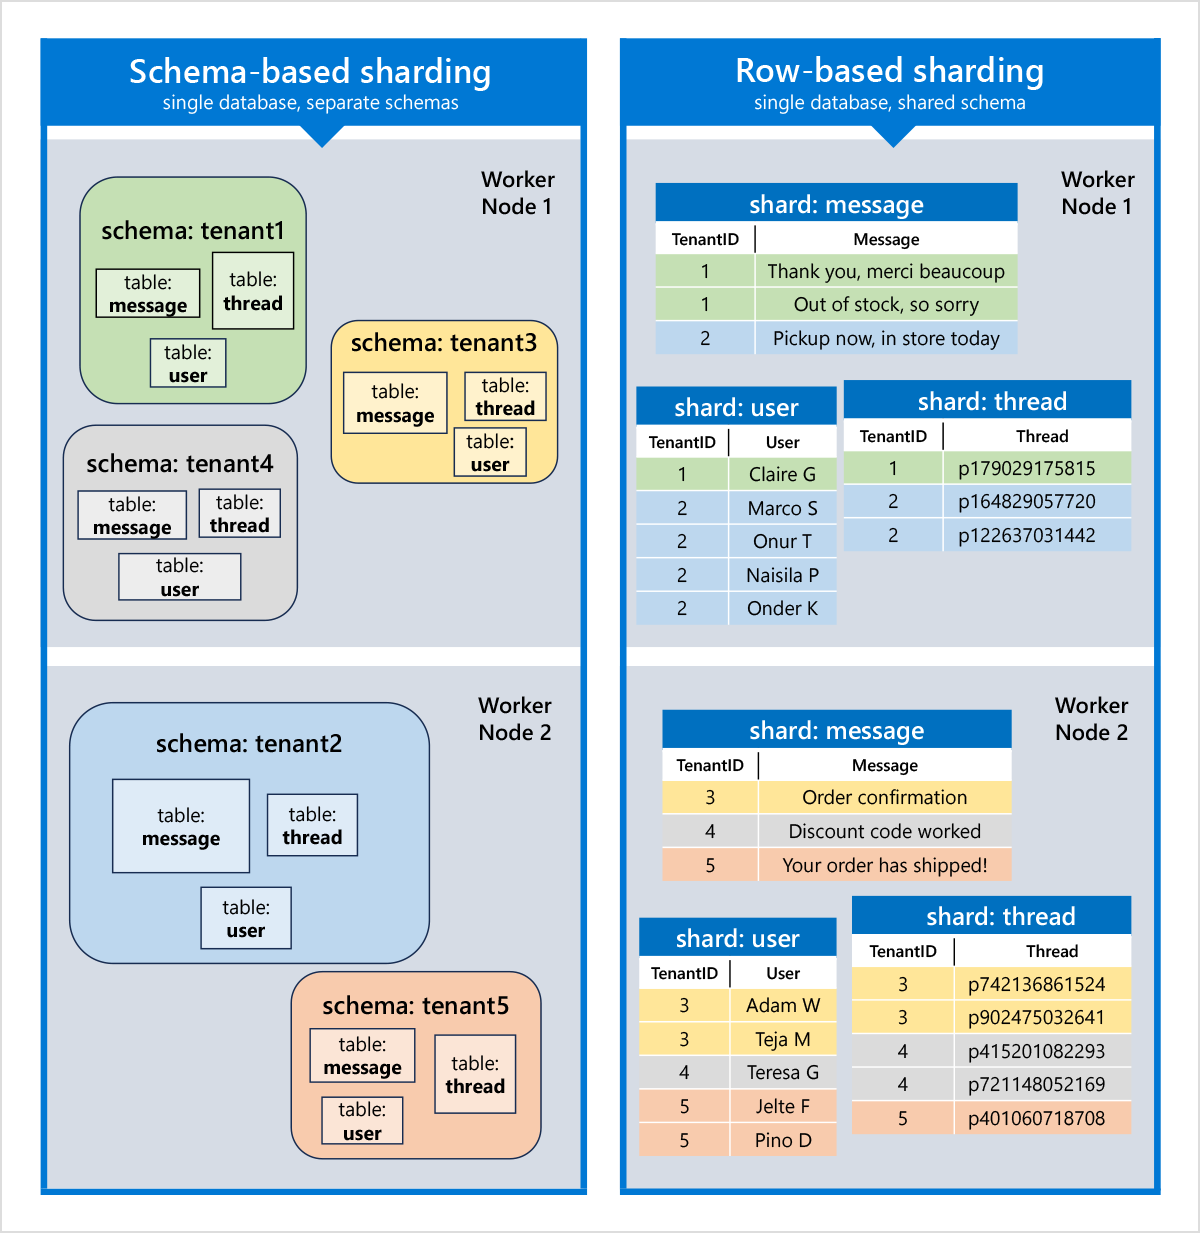 Schema-based sharding
single database, separate schemas
Worker
Node 1
schema: tenant1
table:
message
table:
thread
table:
user
schema: tenant3
table:
message
table:
thread
table:
user
schema: tenant4
table:
message
table:
thread
table:
user
Worker
Node 2
schema: tenant2
table:
message
table:
thread
table:
user
schema: tenant5
table:
message
table:
thread
table:
user
Row-based sharding
single database, shared schema
Worker
Node 1
shard: message
TenantID Message
1 Thank you, merci beaucoup
1 Out of stock, so sorry
2 Pickup now, in store today
shard: user
TenantID User
1 Claire G
2 Marco S
2 Onur T
2 Naisila P
2 Onder K
shard: thread
TenantID Thread
1 p179029175815
2 p164829057720
2 p122637031442
Worker
Node 2
shard: message
TenantID Message
3 Order confirmation
4 Discount code worked
5 Your order has shipped!
shard: user
TenantID User
3 Adam W
3 Teja M
4 Teresa G
5 Jelte F
5 Pino D
shard: thread
TenantID Thread
3 p742136861524
3 p902475032641
4 p415201082293
4 p721148052169
5 p401060718708